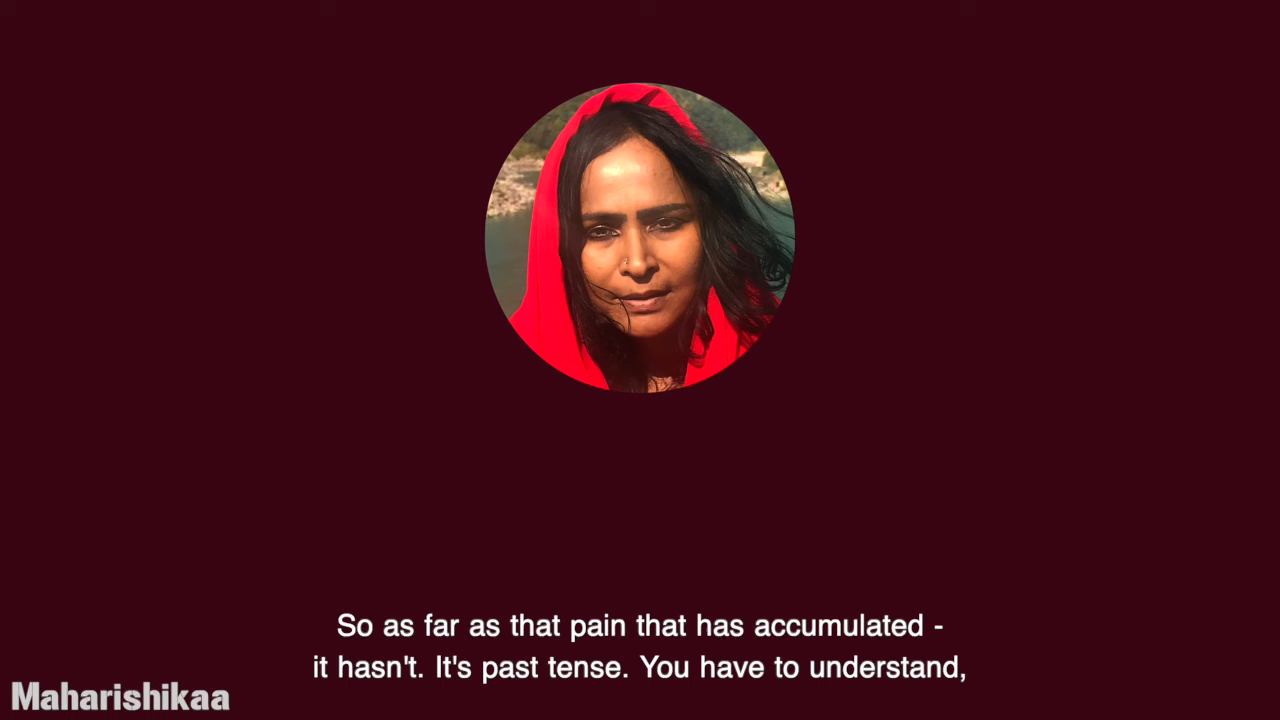 So as far as that pain that has accumulated -
it hasn't. It's past tense. You have to understand,
Maharishikaa